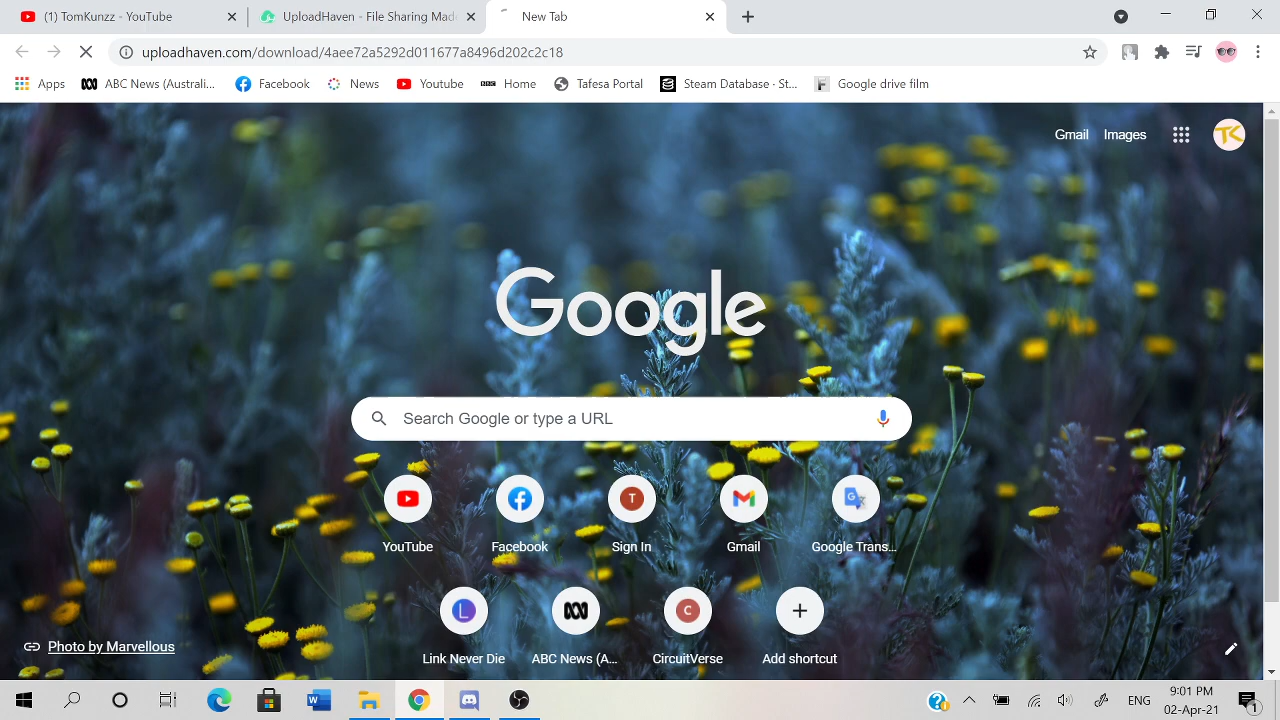 (1) TomKunzz - YouTube
UploadHaven - File Sharing Mad
New Tab
uploadhaven.com/download/4aee72a5292d011677a8496d202c2c18
Apps
ABC News (Australi...
Facebook
News
Youtube
Home
Tafesa Portal
Steam Database · St...
Google drive film
Gmail
Images
TK
Google
Search Google or type a URL
YouTube
Facebook
T
Sign In
Gmail
Google Trans...
L
Link Never Die
ABC News (A...
C
CircuitVerse
Add shortcut
Photo by Marvellous
ENG
:01 PM
02-Apr-21
1